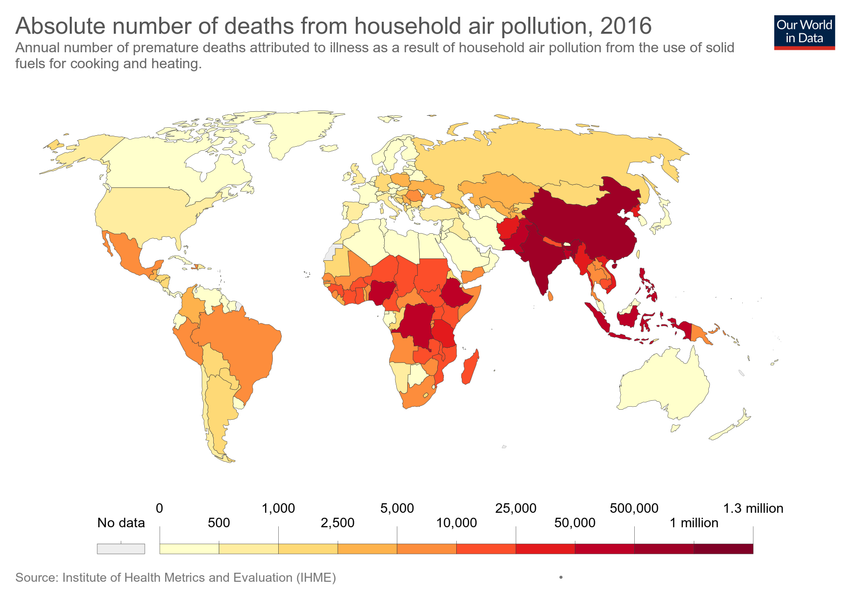 Absolute number of deaths from household air pollution, 2016
Our World
in Data
Annual number of premature deaths attributed to illness as a result of household air pollution from the use of solid
fuels for cooking and heating.
0 1,000 5,000 25,000 500,000 1.3 million
No data 500 2,500 10,000 50,000 1 million
Source: Institute of Health Metrics and Evaluation (IHME)